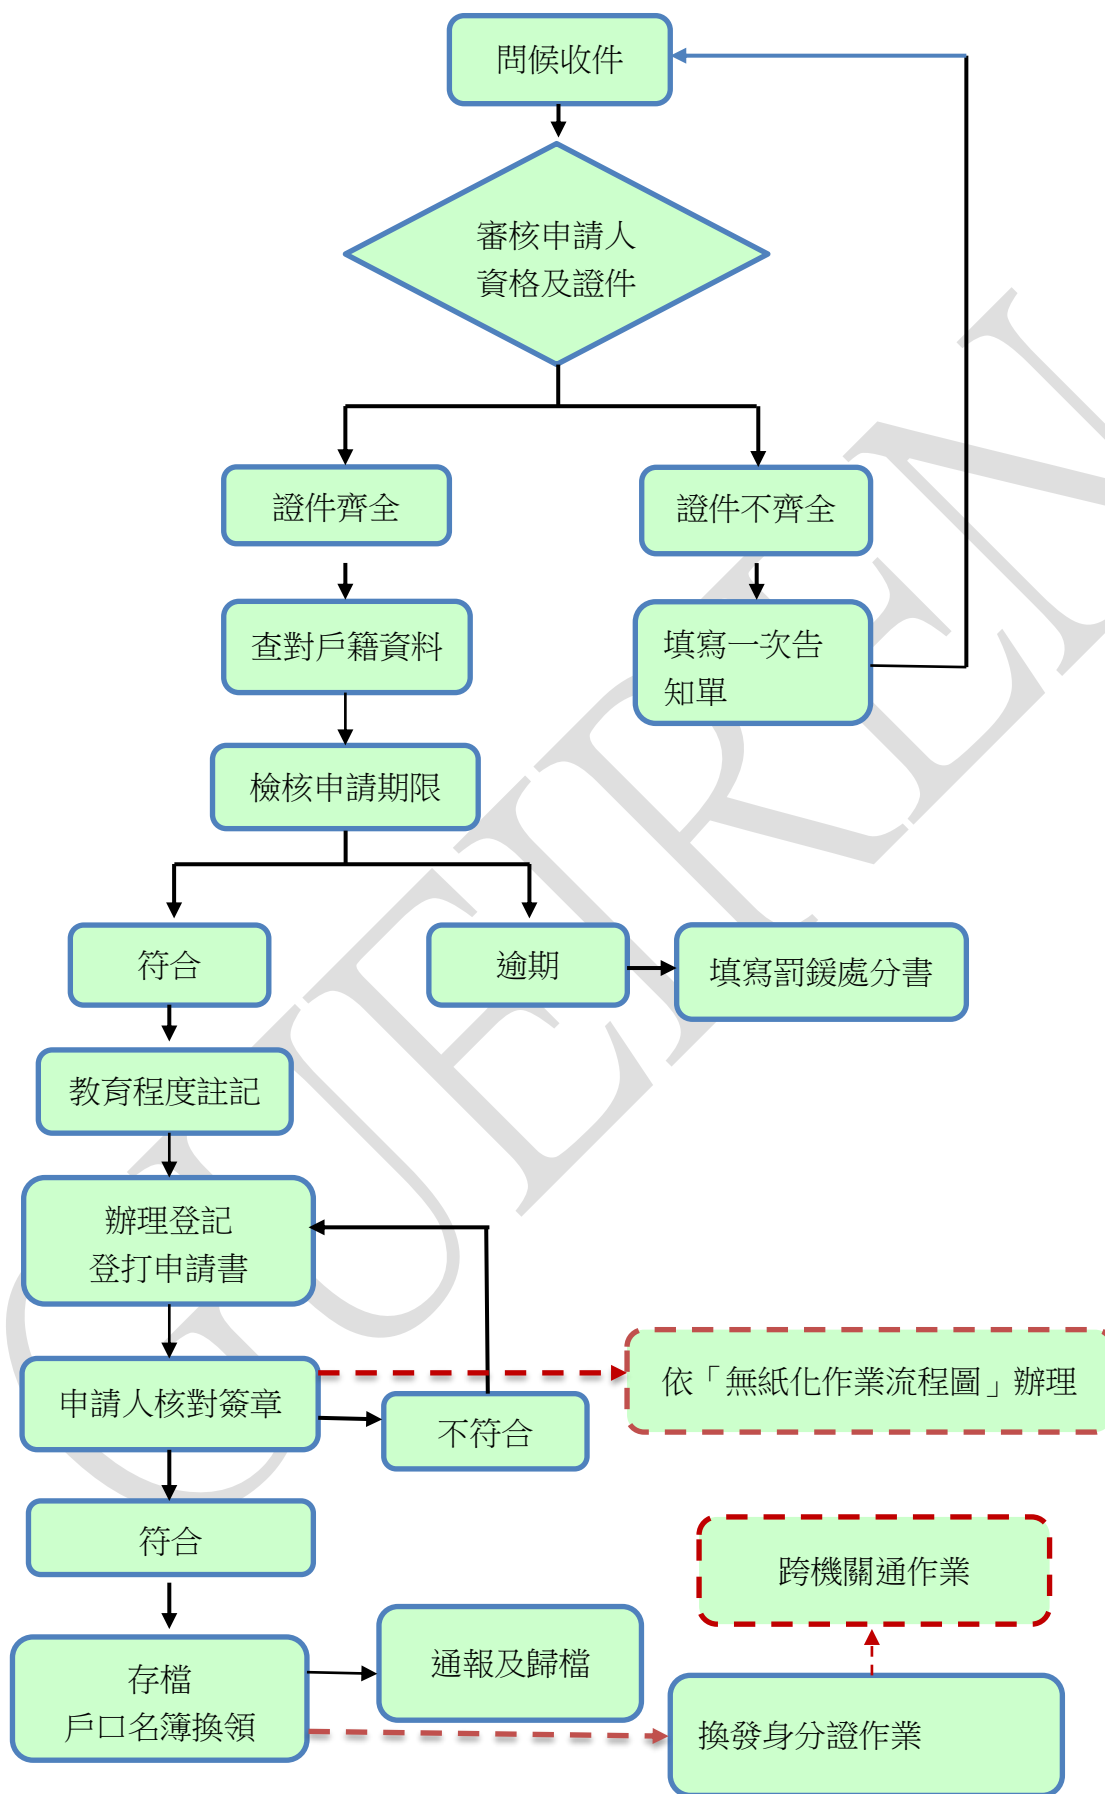 問候收件
審核申請人
資格及證件
證件齊全
證件不齊全
查對戶籍資料
填寫一次告
知單
檢核申請期限
符合
逾期
填寫罰鍰處分書
教育程度註記
辦理登記
登打申請書
依「無紙化作業流程圖」辦理
申請人核對簽章
不符合
符合
跨機關通作業
存檔
戶口名簿換領
通報及歸檔
換發身分證作業
GUEIREN